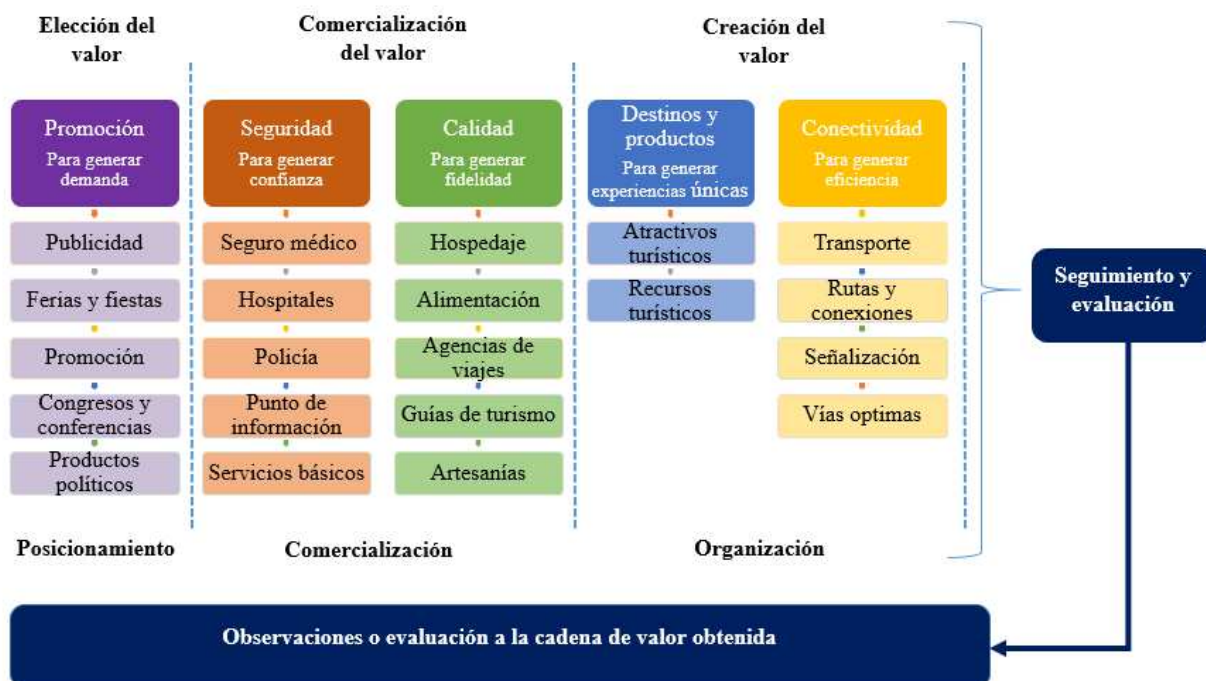 Elección del
valor
Comercialización
del valor
Creación del
valor
Promoción
Para generar
demanda
Publicidad
Ferias y fiestas
Promoción
Congresos y
conferencias
Productos
políticos
Seguridad
Para generar
confianza
Seguro médico
Hospitales
Policía
Punto de
información
Servicios básicos
Calidad
Para generar
fidelidad
Hospedaje
Alimentación
Agencias de
viajes
Guías de turismo
Artesanías
Destinos y
productos
Para generar
experiencias únicas
Atractivos
turísticos
Recursos
turísticos
Conectividad
Para generar
eficiencia
Transporte
Rutas y
conexiones
Señalización
Vías optimas
Posicionamiento
Comercialización
Organización
Seguimiento y
evaluación
Observaciones o evaluación a la cadena de valor obtenida